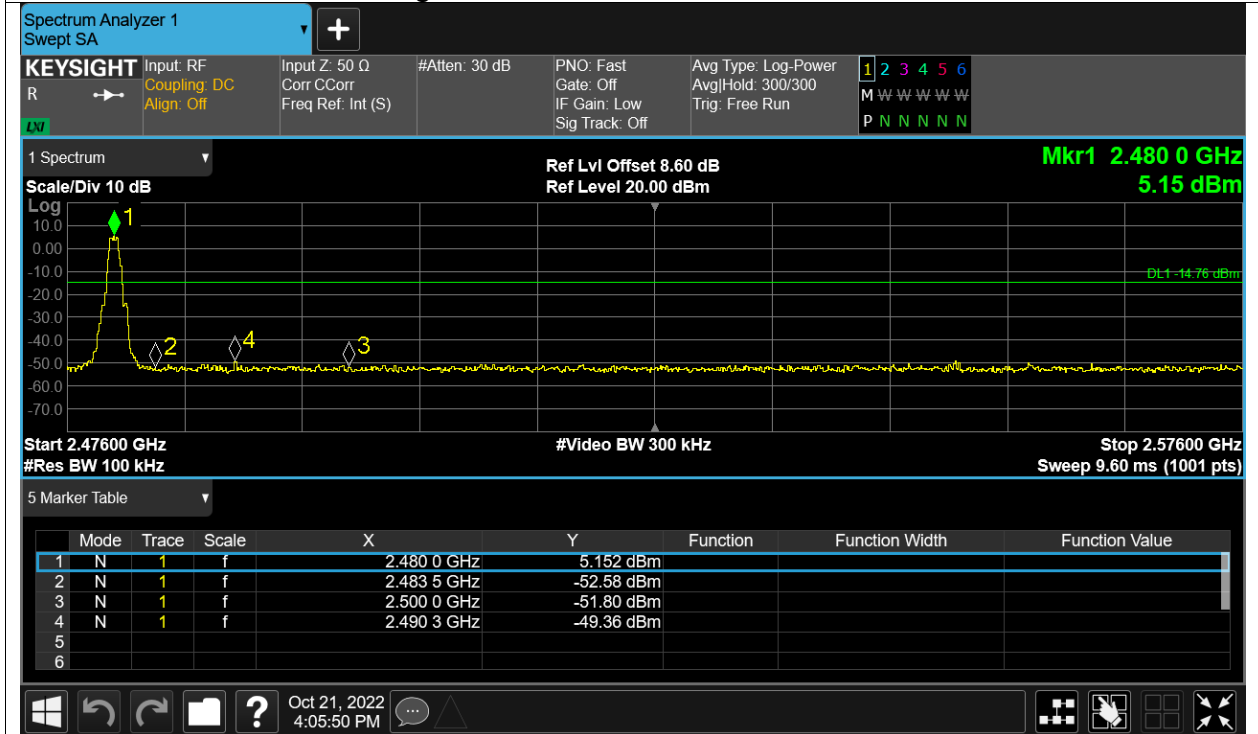 Spectrum Analyzer 1
Swept SA
+
KEYSIGHT
R
LXI
Input: RF
Coupling: DC
Align: Off
Input Z: 50 Ω
Corr CCorr
Freq Ref: Int (S)
#Atten: 30 dB
PNO: Fast
Gate: Off
IF Gain: Low
Sig Track: Off
Avg Type: Log-Power
Avg|Hold: 300/300
Trig: Free Run
1 2 3 4 5 6
M W W W W W
P N N N N N
1 Spectrum
Scale/Div 10 dB
Ref Lvl Offset 8.60 dB
Ref Level 20.00 dBm
Mkr1 2.480 0 GHz
5.15 dBm
Log
10.0
0.00
-10.0
-20.0
-30.0
-40.0
-50.0
-60.0
-70.0
1
2
4
3
DL1 -14.76 dBm
Start 2.47600 GHz
#Res BW 100 kHz
#Video BW 300 kHz
Stop 2.57600 GHz
Sweep 9.60 ms (1001 pts)
5 Marker Table
Mode Trace Scale X Y Function Function Width Function Value
1 N 1 f 2.480 0 GHz 5.152 dBm
2 N 1 f 2.483 5 GHz -52.58 dBm
3 N 1 f 2.500 0 GHz -51.80 dBm
4 N 1 f 2.490 3 GHz -49.36 dBm
5
6
?
Oct 21, 2022
4:05:50 PM